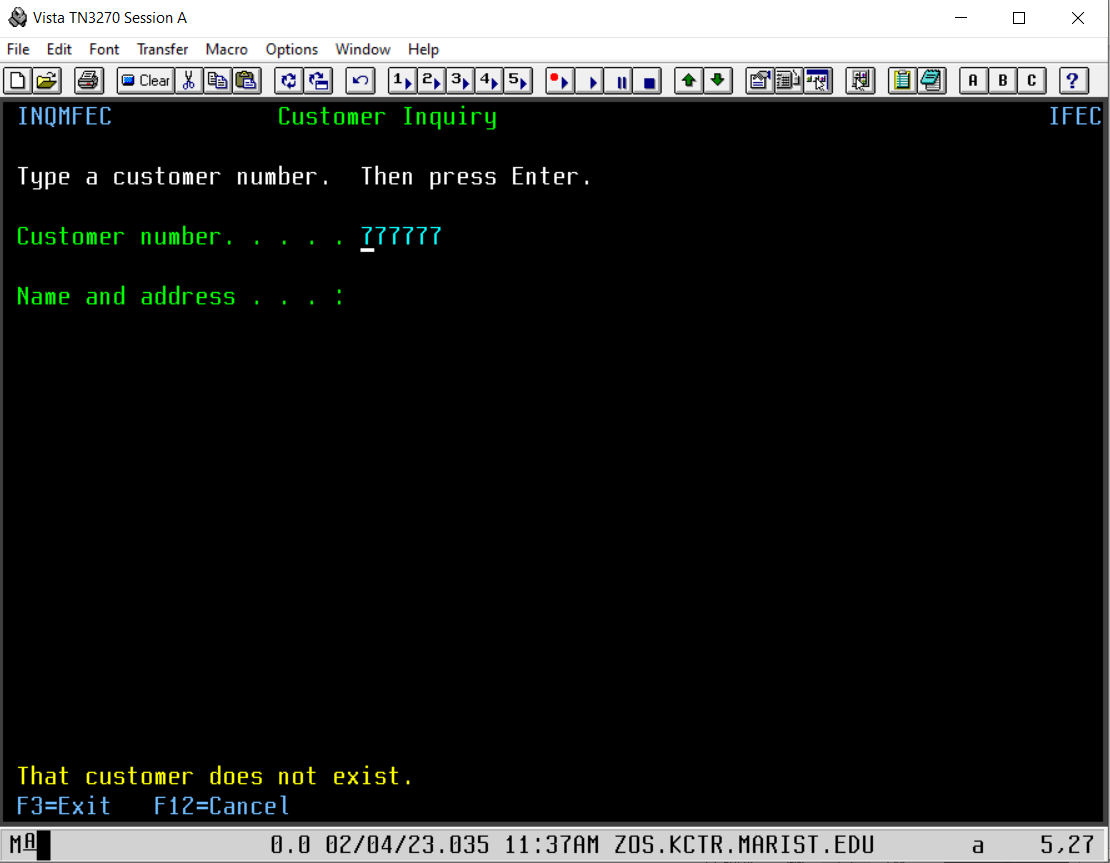 Vista TN3270 Session A
File Edit Font Transfer Macro Options Window Help
Clear 1 2 3 4 5 A B C ?
INQMFEC Customer Inquiry IFEC
Type a customer number. Then press Enter.
Customer number. . . . . 777777
Name and address . . . :
That customer does not exist.
F3=Exit F12=Cancel
MA 0.0 02/04/23.035 11:37AM ZOS.KCTR.MARIST.EDU a 5,27